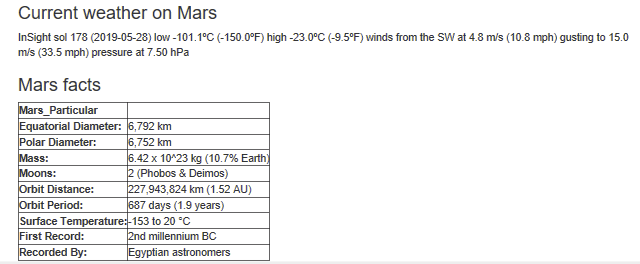 Current weather on Mars
InSight sol 178 (2019-05-28) low -101.1ºC (-150.0ºF) high -23.0ºC (-9.5ºF) winds from the SW at 4.8 m/s (10.8 mph) gusting to 15.0
m/s (33.5 mph) pressure at 7.50 hPa
Mars facts
Mars_Particular
Equatorial Diameter: 6,792 km
Polar Diameter: 6,752 km
Mass: 6.42 x 10^23 kg (10.7% Earth)
Moons: 2 (Phobos & Deimos)
Orbit Distance: 227,943,824 km (1.52 AU)
Orbit Period: 687 days (1.9 years)
Surface Temperature: -153 to 20 °C
First Record: 2nd millennium BC
Recorded By: Egyptian astronomers